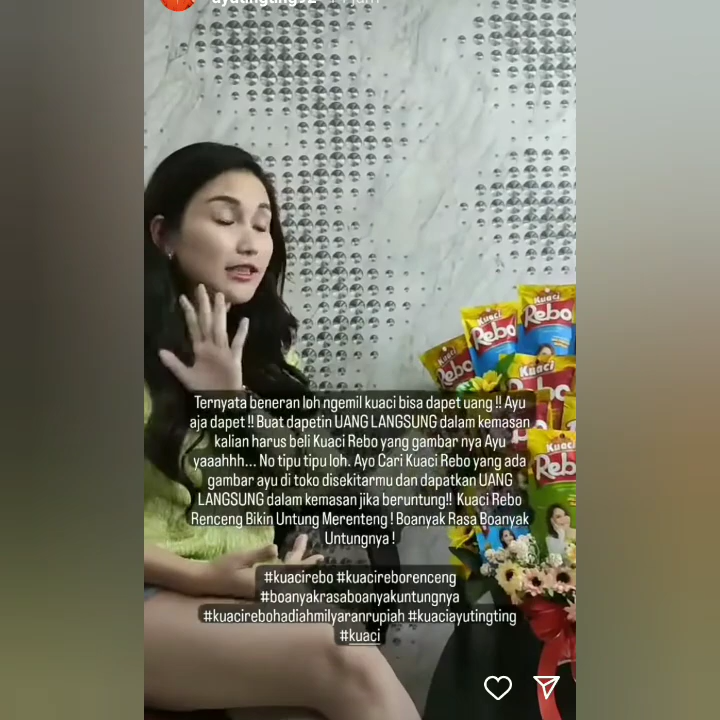 Kuaci
Rebo
Kuaci
Rebo
Rebo
Kuaci
Rebo
Ternyata beneran loh ngemil kuaci bisa dapet uang !! Ayu
aja dapet !! Buat dapetin UANG LANGSUNG dalam kemasan
kalian harus beli Kuaci Rebo yang gambar nya Ayu
yaaahhh... No tipu tipu loh. Ayo Cari Kuaci Rebo yang ada
gambar ayu di toko disekitarmu dan dapatkan UANG
LANGSUNG dalam kemasan jika beruntung!! Kuaci Rebo
Renceng Bikin Untung Merenteng ! Boanyak Rasa Boanyak
Untungnya !
Kuaci
Reb
#kuacirebo #kuacireborenceng
#boanyakrasaboanyakuntungnya
#kuacirebohadiahmilyaranrupiah #kuaciayutingting
#kuaci